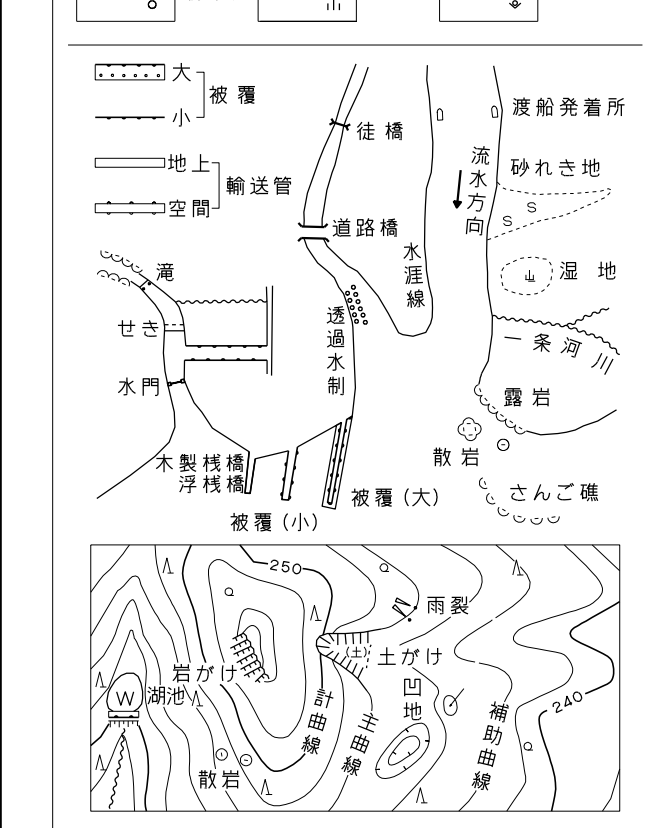 大
被覆
小
地上
輸送管
空間
徒橋
渡船発着所
流水方向
砂れき地
S
S
道路橋
水涯線
湿地
滝
せき
透過水制
一条河川
水門
露岩
散岩
木製桟橋
浮桟橋
さんご礁
被覆(大)
被覆(小)
250
雨裂
(土)
土がけ
岩がけ
W
湖池
凹地
計曲線
主曲線
補助曲線
240
散岩